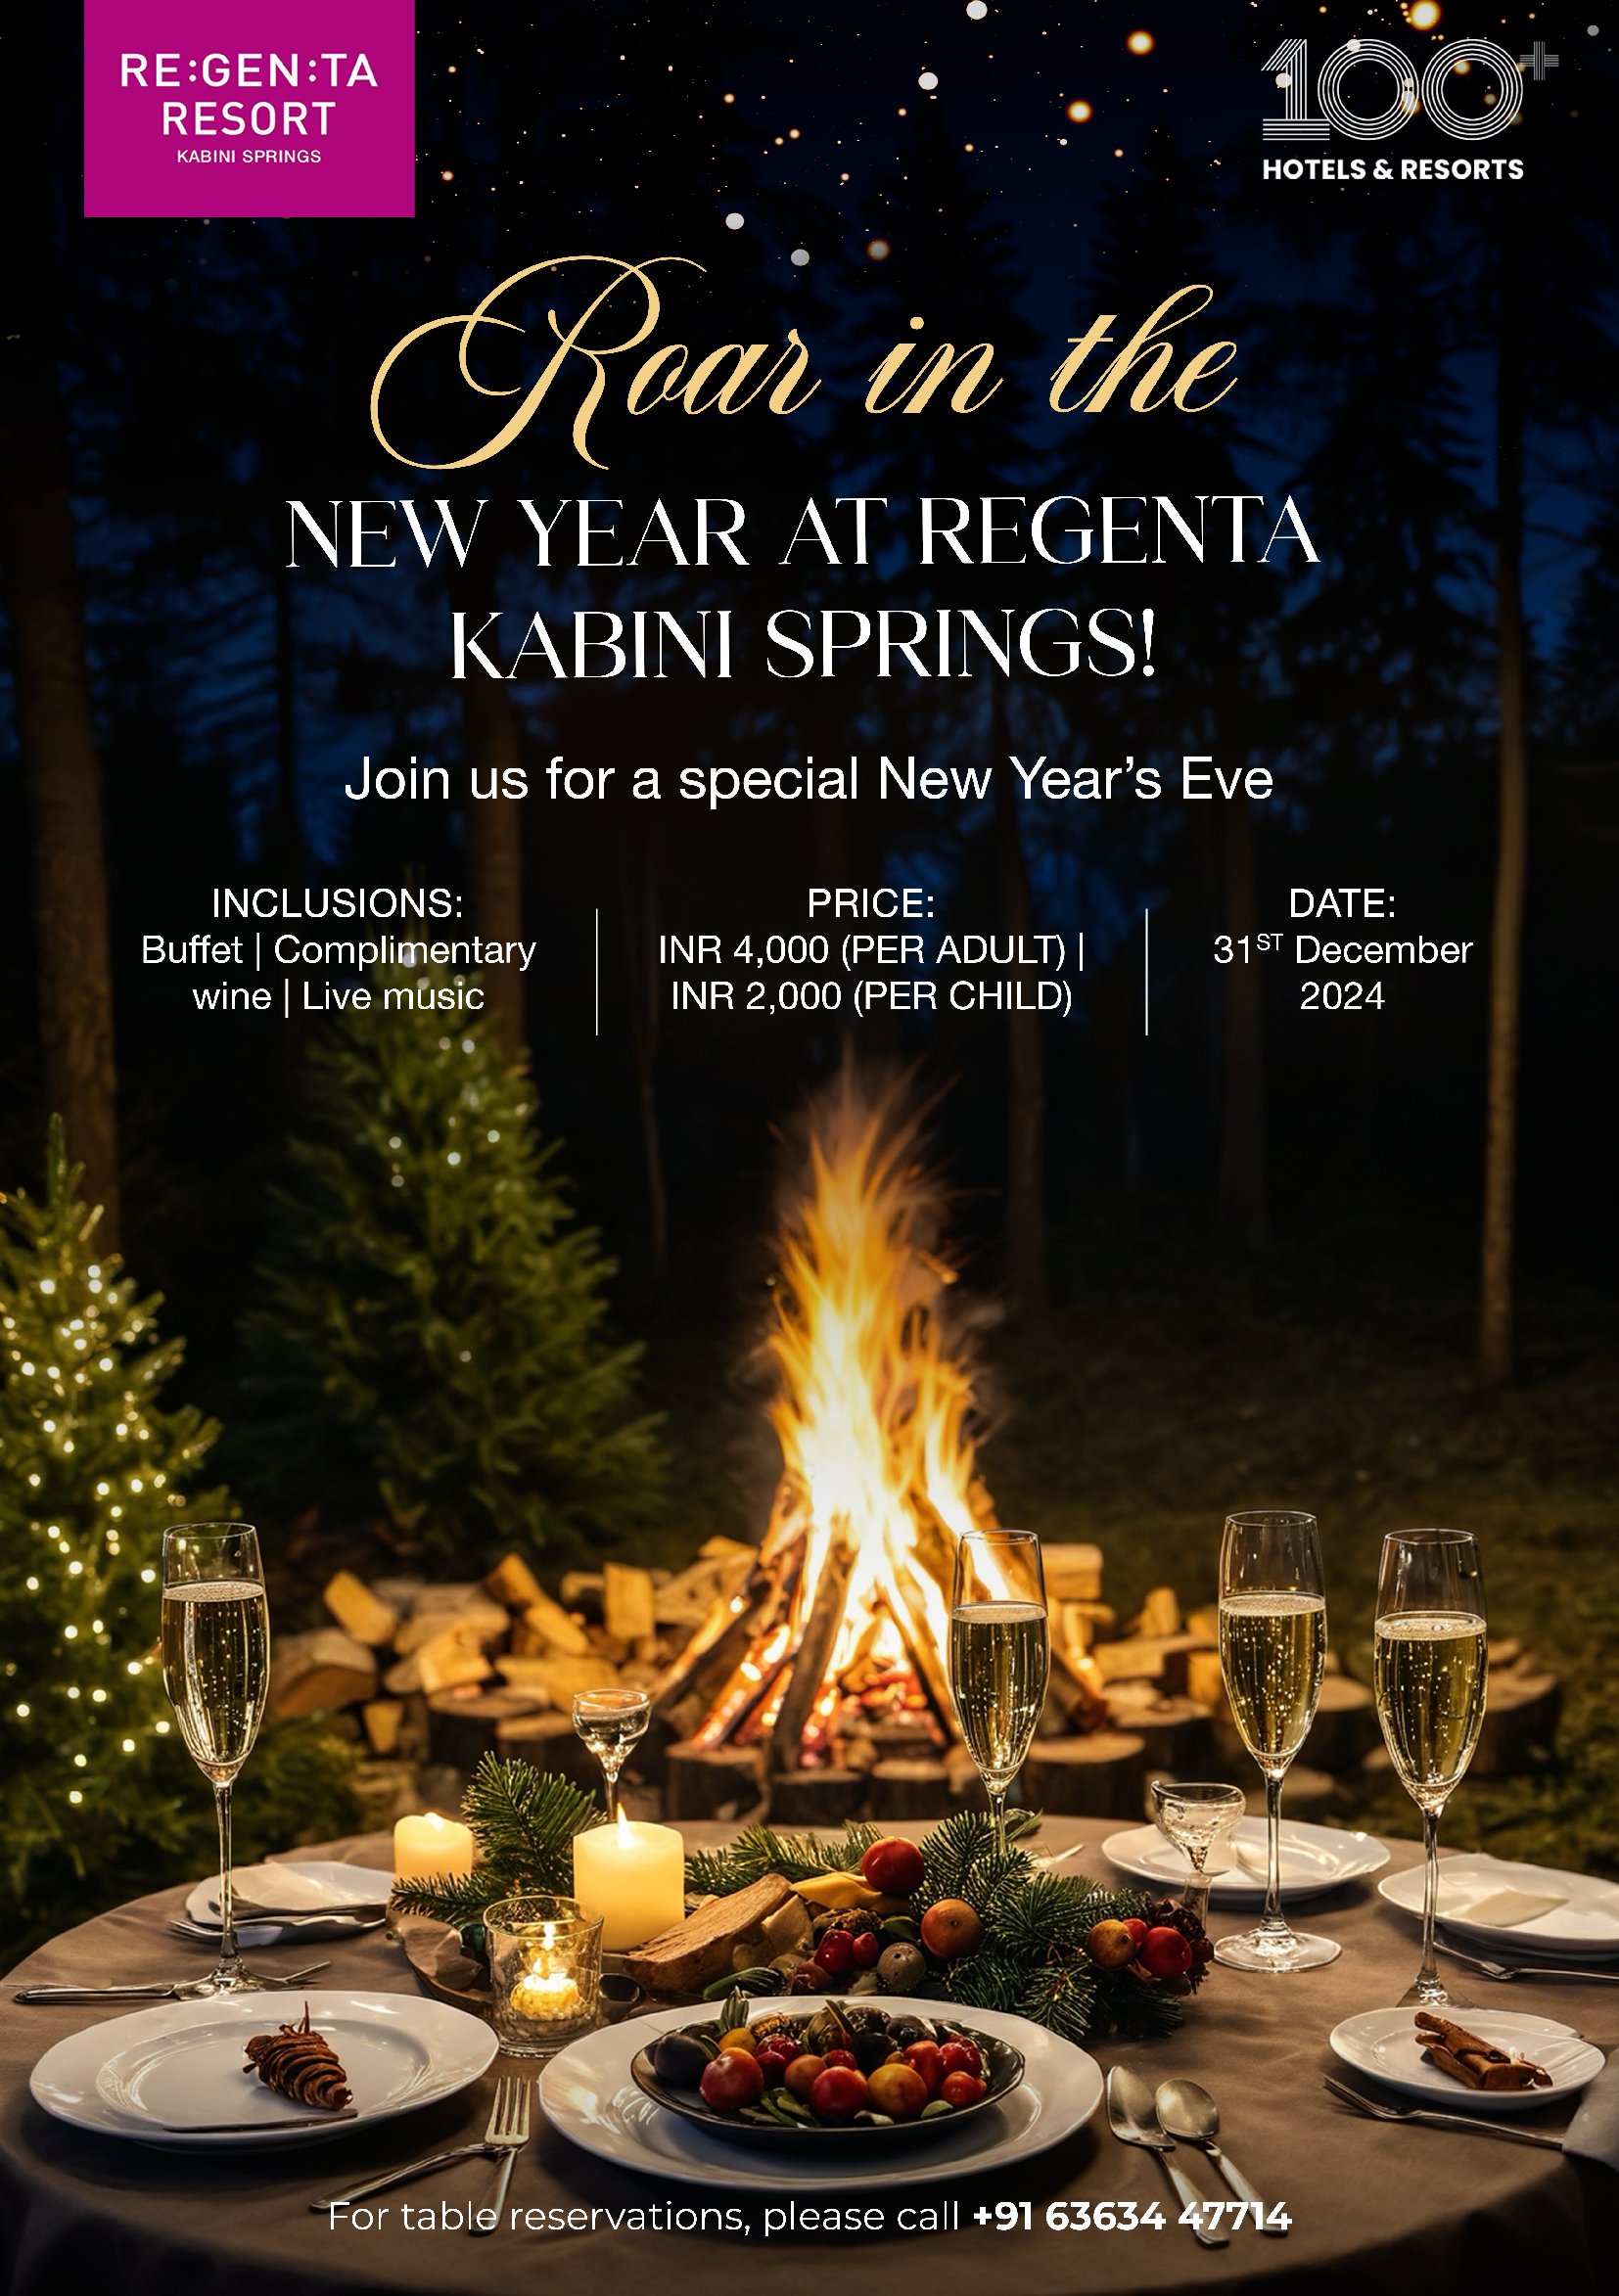 RE:GEN:TA
RESORT
KABINI SPRINGS
100+
HOTELS & RESORTS
Roar in the
NEW YEAR AT REGENTA
KABINI SPRINGS!
Join us for a special New Year’s Eve
INCLUSIONS:
Buffet | Complimentary
wine | Live music
PRICE:
INR 4,000 (PER ADULT) |
INR 2,000 (PER CHILD)
DATE:
31ST December
2024
For table reservations, please call +91 63634 47714